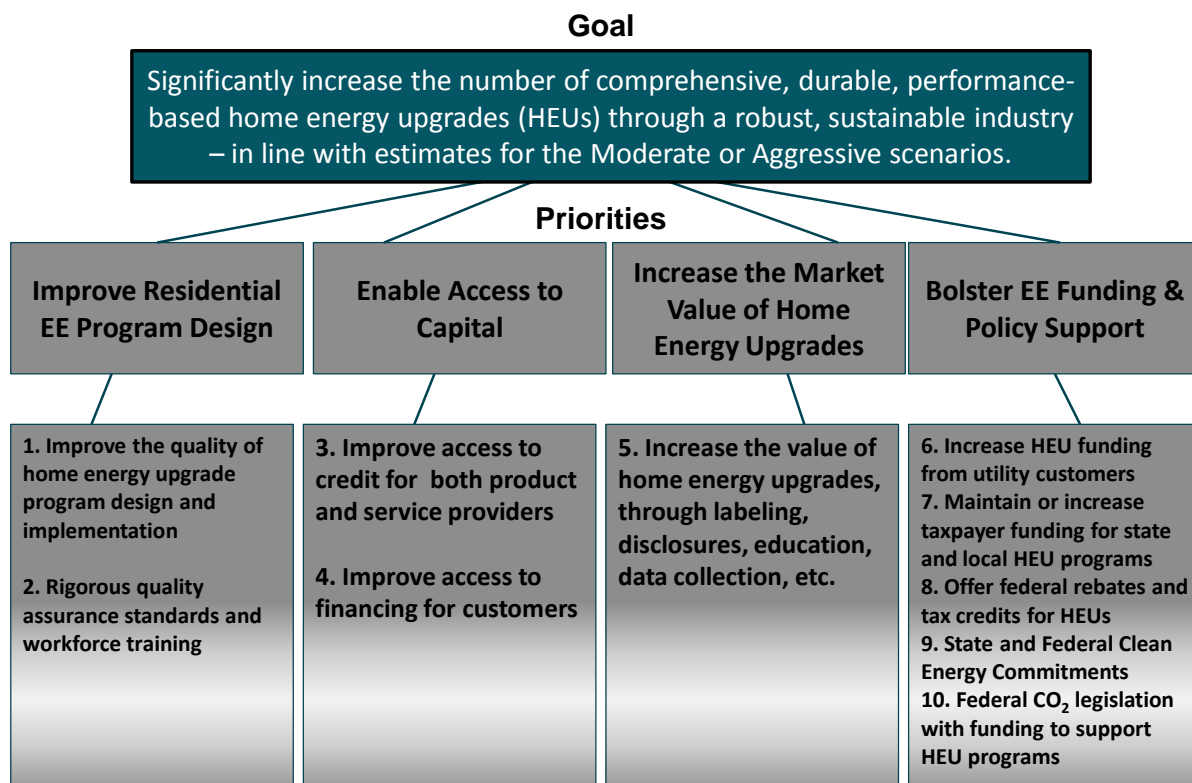 Goal
Significantly increase the number of comprehensive, durable, performance-
based home energy upgrades (HEUs) through a robust, sustainable industry
– in line with estimates for the Moderate or Aggressive scenarios.
Priorities
Improve Residential
EE Program Design
Enable Access to
Capital
Increase the Market
Value of Home
Energy Upgrades
Bolster EE Funding &
Policy Support
1. Improve the quality of
home energy upgrade
program design and
implementation
2. Rigorous quality
assurance standards and
workforce training
3. Improve access to
credit for  both product
and service providers
4. Improve access to
financing for customers
5. Increase the value of
home energy upgrades,
through labeling,
disclosures, education,
data collection, etc.
6. Increase HEU funding
from utility customers
7. Maintain or increase
taxpayer funding for state
and local HEU programs
8. Offer federal rebates and
tax credits for HEUs
9. State and Federal Clean
Energy Commitments
10. Federal CO₂ legislation
with funding to support
HEU programs